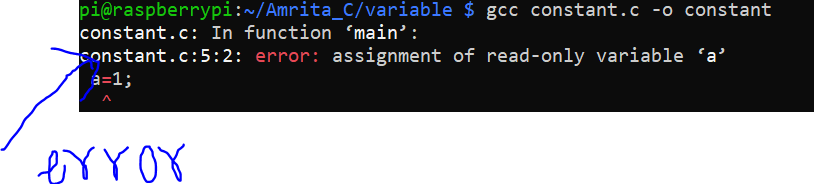 pi@raspberrypi:~/Amrita_C/variable $ gcc constant.c -o constant
constant.c: In function ‘main’:
constant.c:5:2: error: assignment of read-only variable ‘a’
 a=1;
  ^
error